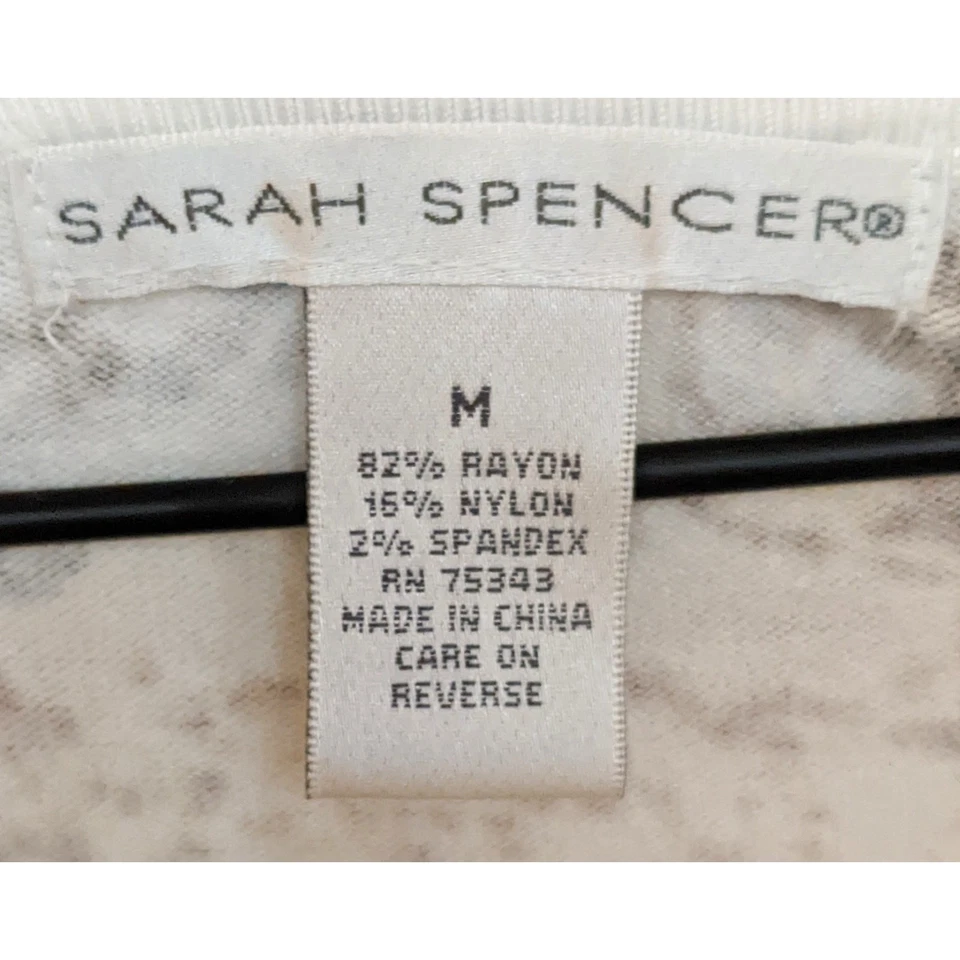 SARAH SPENCER®
M
82% RAYON
16% NYLON
2% SPANDEX
RN 75343
MADE IN CHINA
CARE ON
REVERSE